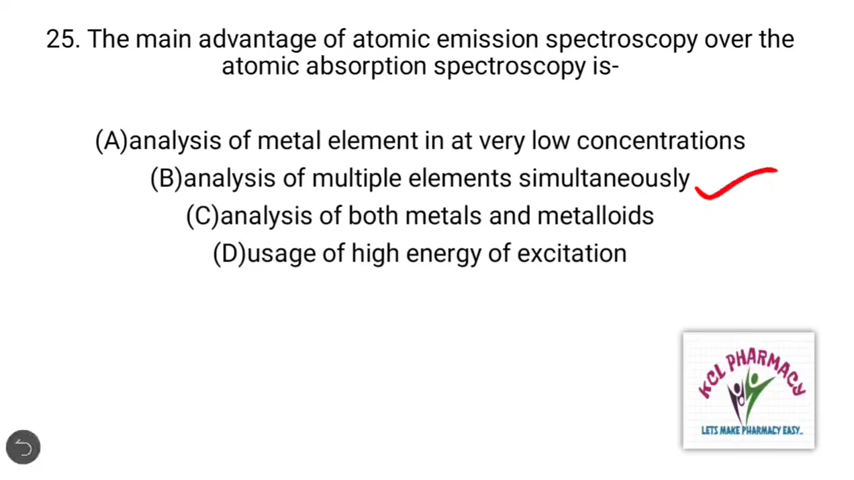 25. The main advantage of atomic emission spectroscopy over the
atomic absorption spectroscopy is-
(A)analysis of metal element in at very low concentrations
(B)analysis of multiple elements simultaneously
(C)analysis of both metals and metalloids
(D)usage of high energy of excitation
KCL PHARMACY
LETS MAKE PHARMACY EASY..